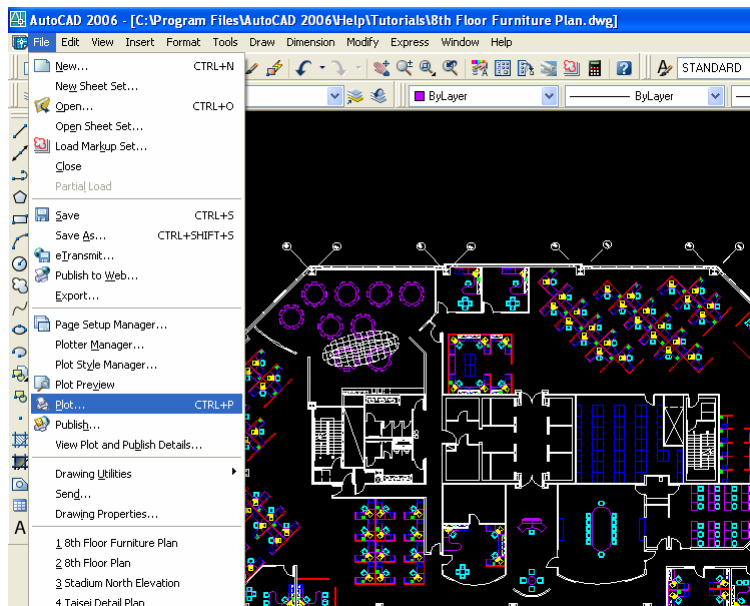 AutoCAD 2006 - [C:\Program Files\AutoCAD 2006\Help\Tutorials\8th Floor Furniture Plan.dwg]
File Edit View Insert Format Tools Draw Dimension Modify Express Window Help
STANDARD
ByLayer ByLayer
New... CTRL+N
New Sheet Set...
Open... CTRL+O
Open Sheet Set...
Load Markup Set...
Close
Partial Load
Save CTRL+S
Save As... CTRL+SHIFT+S
eTransmit...
Publish to Web...
Export...
Page Setup Manager...
Plotter Manager...
Plot Style Manager...
Plot Preview
Plot... CTRL+P
Publish...
View Plot and Publish Details...
Drawing Utilities
Send...
Drawing Properties...
1 8th Floor Furniture Plan
2 8th Floor Plan
3 Stadium North Elevation
4 Taisei Detail Plan
A